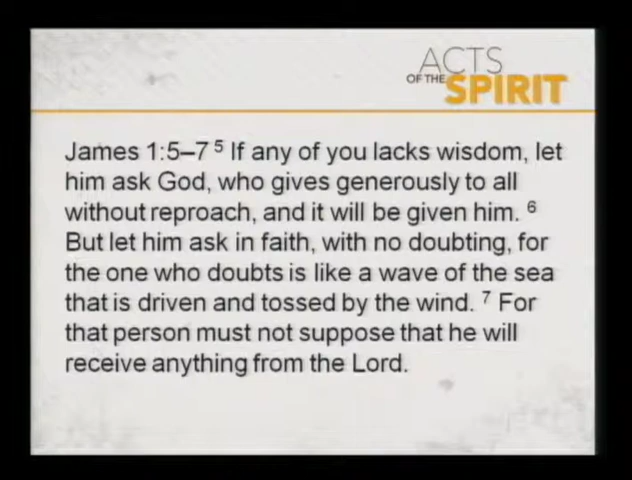 ACTS
OF THE SPIRIT
James 1:5–7 ⁵ If any of you lacks wisdom, let
him ask God, who gives generously to all
without reproach, and it will be given him. ⁶
But let him ask in faith, with no doubting, for
the one who doubts is like a wave of the sea
that is driven and tossed by the wind. ⁷ For
that person must not suppose that he will
receive anything from the Lord.